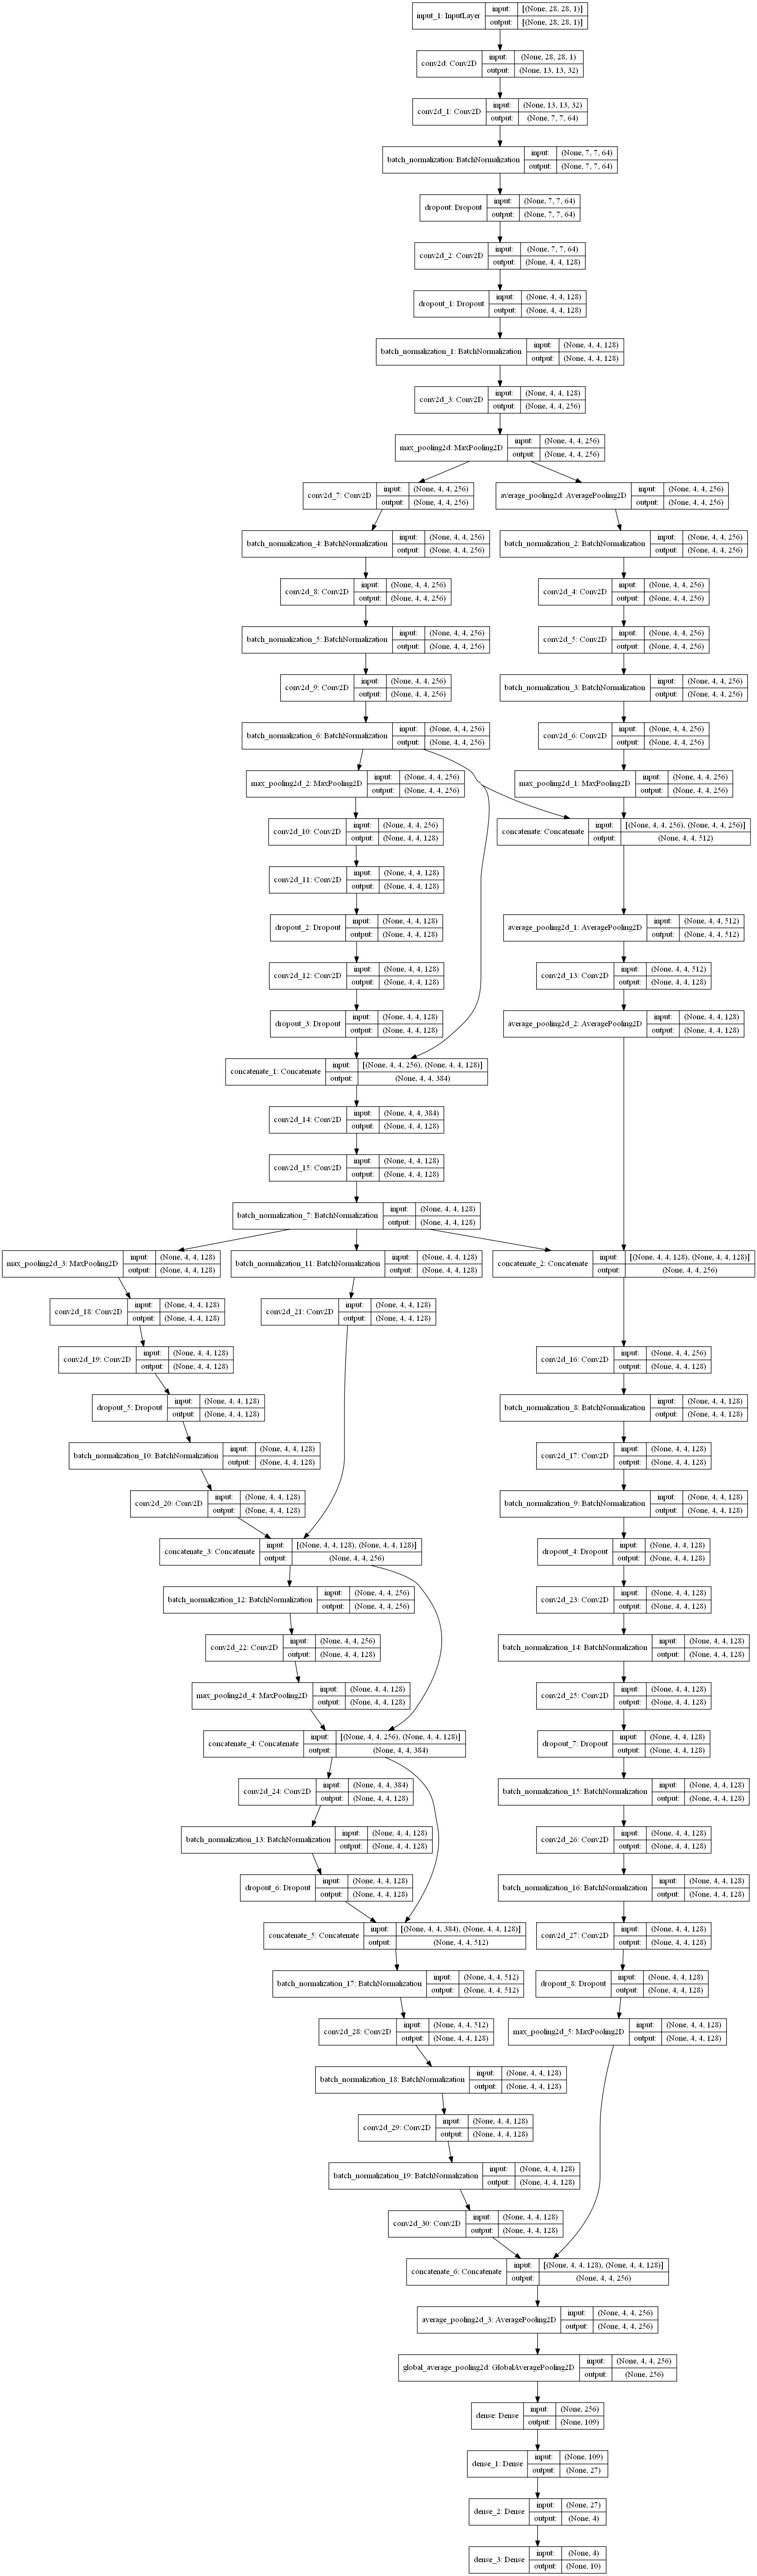 input_1: InputLayer input: [(None, 28, 28, 1)]
output: [(None, 28, 28, 1)]
conv2d: Conv2D input: (None, 28, 28, 1)
output: (None, 13, 13, 32)
conv2d_1: Conv2D input: (None, 13, 13, 32)
output: (None, 7, 7, 64)
batch_normalization: BatchNormalization input: (None, 7, 7, 64)
output: (None, 7, 7, 64)
dropout: Dropout input: (None, 7, 7, 64)
output: (None, 7, 7, 64)
conv2d_2: Conv2D input: (None, 7, 7, 64)
output: (None, 4, 4, 128)
dropout_1: Dropout input: (None, 4, 4, 128)
output: (None, 4, 4, 128)
batch_normalization_1: BatchNormalization input: (None, 4, 4, 128)
output: (None, 4, 4, 128)
conv2d_3: Conv2D input: (None, 4, 4, 128)
output: (None, 4, 4, 256)
max_pooling2d: MaxPooling2D input: (None, 4, 4, 256)
output: (None, 4, 4, 256)
conv2d_7: Conv2D input: (None, 4, 4, 256)
output: (None, 4, 4, 256)
average_pooling2d: AveragePooling2D input: (None, 4, 4, 256)
output: (None, 4, 4, 256)
batch_normalization_4: BatchNormalization input: (None, 4, 4, 256)
output: (None, 4, 4, 256)
batch_normalization_2: BatchNormalization input: (None, 4, 4, 256)
output: (None, 4, 4, 256)
conv2d_8: Conv2D input: (None, 4, 4, 256)
output: (None, 4, 4, 256)
conv2d_4: Conv2D input: (None, 4, 4, 256)
output: (None, 4, 4, 256)
batch_normalization_5: BatchNormalization input: (None, 4, 4, 256)
output: (None, 4, 4, 256)
conv2d_5: Conv2D input: (None, 4, 4, 256)
output: (None, 4, 4, 256)
conv2d_9: Conv2D input: (None, 4, 4, 256)
output: (None, 4, 4, 256)
batch_normalization_3: BatchNormalization input: (None, 4, 4, 256)
output: (None, 4, 4, 256)
batch_normalization_6: BatchNormalization input: (None, 4, 4, 256)
output: (None, 4, 4, 256)
conv2d_6: Conv2D input: (None, 4, 4, 256)
output: (None, 4, 4, 256)
max_pooling2d_2: MaxPooling2D input: (None, 4, 4, 256)
output: (None, 4, 4, 256)
max_pooling2d_1: MaxPooling2D input: (None, 4, 4, 256)
output: (None, 4, 4, 256)
conv2d_10: Conv2D input: (None, 4, 4, 256)
output: (None, 4, 4, 128)
concatenate: Concatenate input: [(None, 4, 4, 256), (None, 4, 4, 256)]
output: (None, 4, 4, 512)
conv2d_11: Conv2D input: (None, 4, 4, 128)
output: (None, 4, 4, 128)
dropout_2: Dropout input: (None, 4, 4, 128)
output: (None, 4, 4, 128)
average_pooling2d_1: AveragePooling2D input: (None, 4, 4, 512)
output: (None, 4, 4, 512)
conv2d_12: Conv2D input: (None, 4, 4, 128)
output: (None, 4, 4, 128)
conv2d_13: Conv2D input: (None, 4, 4, 512)
output: (None, 4, 4, 128)
dropout_3: Dropout input: (None, 4, 4, 128)
output: (None, 4, 4, 128)
average_pooling2d_2: AveragePooling2D input: (None, 4, 4, 128)
output: (None, 4, 4, 128)
concatenate_1: Concatenate input: [(None, 4, 4, 256), (None, 4, 4, 128)]
output: (None, 4, 4, 384)
conv2d_14: Conv2D input: (None, 4, 4, 384)
output: (None, 4, 4, 128)
conv2d_15: Conv2D input: (None, 4, 4, 128)
output: (None, 4, 4, 128)
batch_normalization_7: BatchNormalization input: (None, 4, 4, 128)
output: (None, 4, 4, 128)
max_pooling2d_3: MaxPooling2D input: (None, 4, 4, 128)
output: (None, 4, 4, 128)
batch_normalization_11: BatchNormalization input: (None, 4, 4, 128)
output: (None, 4, 4, 128)
concatenate_2: Concatenate input: [(None, 4, 4, 128), (None, 4, 4, 128)]
output: (None, 4, 4, 256)
conv2d_18: Conv2D input: (None, 4, 4, 128)
output: (None, 4, 4, 128)
conv2d_21: Conv2D input: (None, 4, 4, 128)
output: (None, 4, 4, 128)
conv2d_19: Conv2D input: (None, 4, 4, 128)
output: (None, 4, 4, 128)
conv2d_16: Conv2D input: (None, 4, 4, 256)
output: (None, 4, 4, 128)
dropout_5: Dropout input: (None, 4, 4, 128)
output: (None, 4, 4, 128)
batch_normalization_8: BatchNormalization input: (None, 4, 4, 128)
output: (None, 4, 4, 128)
batch_normalization_10: BatchNormalization input: (None, 4, 4, 128)
output: (None, 4, 4, 128)
conv2d_17: Conv2D input: (None, 4, 4, 128)
output: (None, 4, 4, 128)
conv2d_20: Conv2D input: (None, 4, 4, 128)
output: (None, 4, 4, 128)
batch_normalization_9: BatchNormalization input: (None, 4, 4, 128)
output: (None, 4, 4, 128)
concatenate_3: Concatenate input: [(None, 4, 4, 128), (None, 4, 4, 128)]
output: (None, 4, 4, 256)
dropout_4: Dropout input: (None, 4, 4, 128)
output: (None, 4, 4, 128)
batch_normalization_12: BatchNormalization input: (None, 4, 4, 256)
output: (None, 4, 4, 256)
conv2d_23: Conv2D input: (None, 4, 4, 128)
output: (None, 4, 4, 128)
conv2d_22: Conv2D input: (None, 4, 4, 256)
output: (None, 4, 4, 128)
batch_normalization_14: BatchNormalization input: (None, 4, 4, 128)
output: (None, 4, 4, 128)
max_pooling2d_4: MaxPooling2D input: (None, 4, 4, 128)
output: (None, 4, 4, 128)
conv2d_25: Conv2D input: (None, 4, 4, 128)
output: (None, 4, 4, 128)
concatenate_4: Concatenate input: [(None, 4, 4, 256), (None, 4, 4, 128)]
output: (None, 4, 4, 384)
dropout_7: Dropout input: (None, 4, 4, 128)
output: (None, 4, 4, 128)
conv2d_24: Conv2D input: (None, 4, 4, 384)
output: (None, 4, 4, 128)
batch_normalization_15: BatchNormalization input: (None, 4, 4, 128)
output: (None, 4, 4, 128)
batch_normalization_13: BatchNormalization input: (None, 4, 4, 128)
output: (None, 4, 4, 128)
conv2d_26: Conv2D input: (None, 4, 4, 128)
output: (None, 4, 4, 128)
dropout_6: Dropout input: (None, 4, 4, 128)
output: (None, 4, 4, 128)
batch_normalization_16: BatchNormalization input: (None, 4, 4, 128)
output: (None, 4, 4, 128)
concatenate_5: Concatenate input: [(None, 4, 4, 384), (None, 4, 4, 128)]
output: (None, 4, 4, 512)
conv2d_27: Conv2D input: (None, 4, 4, 128)
output: (None, 4, 4, 128)
batch_normalization_17: BatchNormalization input: (None, 4, 4, 512)
output: (None, 4, 4, 512)
dropout_8: Dropout input: (None, 4, 4, 128)
output: (None, 4, 4, 128)
conv2d_28: Conv2D input: (None, 4, 4, 512)
output: (None, 4, 4, 128)
max_pooling2d_5: MaxPooling2D input: (None, 4, 4, 128)
output: (None, 4, 4, 128)
batch_normalization_18: BatchNormalization input: (None, 4, 4, 128)
output: (None, 4, 4, 128)
conv2d_29: Conv2D input: (None, 4, 4, 128)
output: (None, 4, 4, 128)
batch_normalization_19: BatchNormalization input: (None, 4, 4, 128)
output: (None, 4, 4, 128)
conv2d_30: Conv2D input: (None, 4, 4, 128)
output: (None, 4, 4, 128)
concatenate_6: Concatenate input: [(None, 4, 4, 128), (None, 4, 4, 128)]
output: (None, 4, 4, 256)
average_pooling2d_3: AveragePooling2D input: (None, 4, 4, 256)
output: (None, 4, 4, 256)
global_average_pooling2d: GlobalAveragePooling2D input: (None, 4, 4, 256)
output: (None, 256)
dense: Dense input: (None, 256)
output: (None, 109)
dense_1: Dense input: (None, 109)
output: (None, 27)
dense_2: Dense input: (None, 27)
output: (None, 4)
dense_3: Dense input: (None, 4)
output: (None, 10)